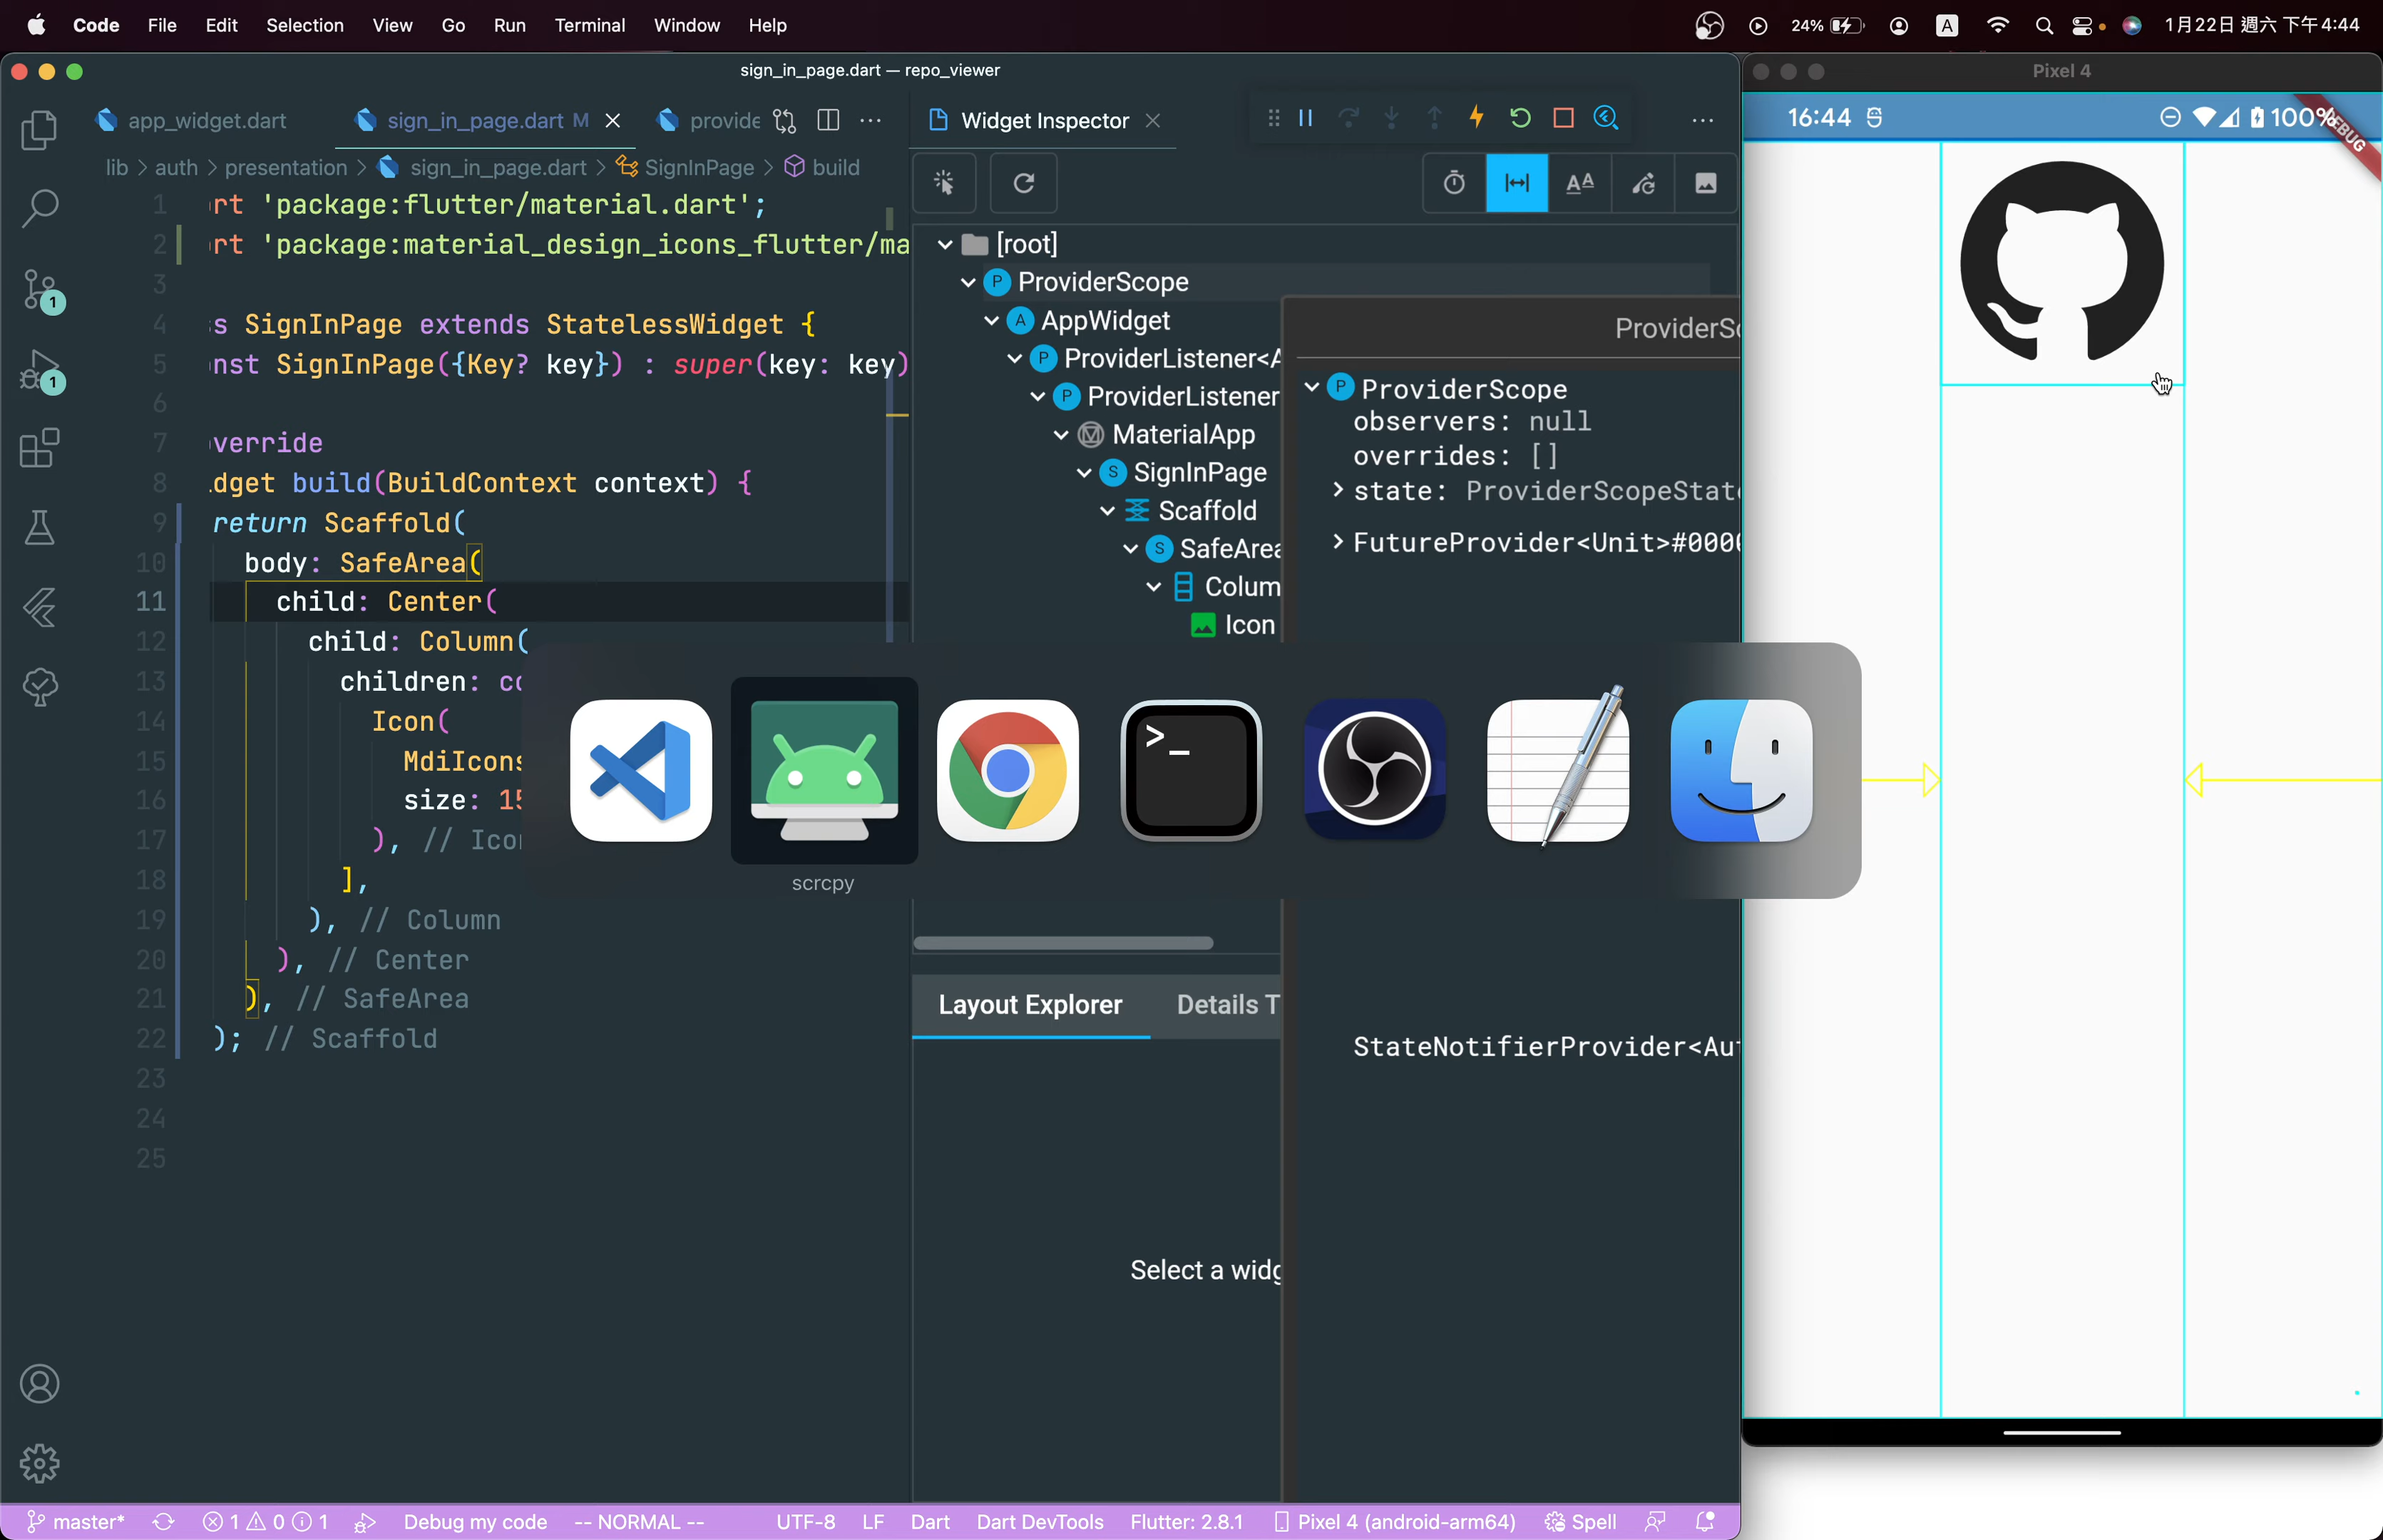 Code File Edit Selection View Go Run Terminal Window Help
24% A 1月22日 週六 下午4:44
sign_in_page.dart — repo_viewer
Pixel 4
app_widget.dart
sign_in_page.dart M
provide
Widget Inspector
lib > auth > presentation > sign_in_page.dart > SignInPage > build
1 rt 'package:flutter/material.dart';
2 rt 'package:material_design_icons_flutter/ma
3
4 s SignInPage extends StatelessWidget {
5 nst SignInPage({Key? key}) : super(key: key)
6
7 verride
8 dget build(BuildContext context) {
9 return Scaffold(
10 body: SafeArea(
11 child: Center(
12 child: Column(
13 children: co
14 Icon(
15 MdiIcons
16 size: 15
17 ), // Icon
18 ],
19 ), // Column
20 ), // Center
21 ), // SafeArea
22 ); // Scaffold
23
24
25
[root]
P ProviderScope
A AppWidget
P ProviderListener<A
P ProviderListener
M MaterialApp
S SignInPage
Scaffold
S SafeArea
Colum
Icon
ProviderSc
P ProviderScope
observers: null
overrides: []
state: ProviderScopeState
FutureProvider<Unit>#000
StateNotifierProvider<Au
scrcpy
Layout Explorer
Details T
Select a widg
16:44
100%
DEBUG
1
1
master* 1 0 1 Debug my code -- NORMAL -- UTF-8 LF Dart Dart DevTools Flutter: 2.8.1 Pixel 4 (android-arm64) Spell